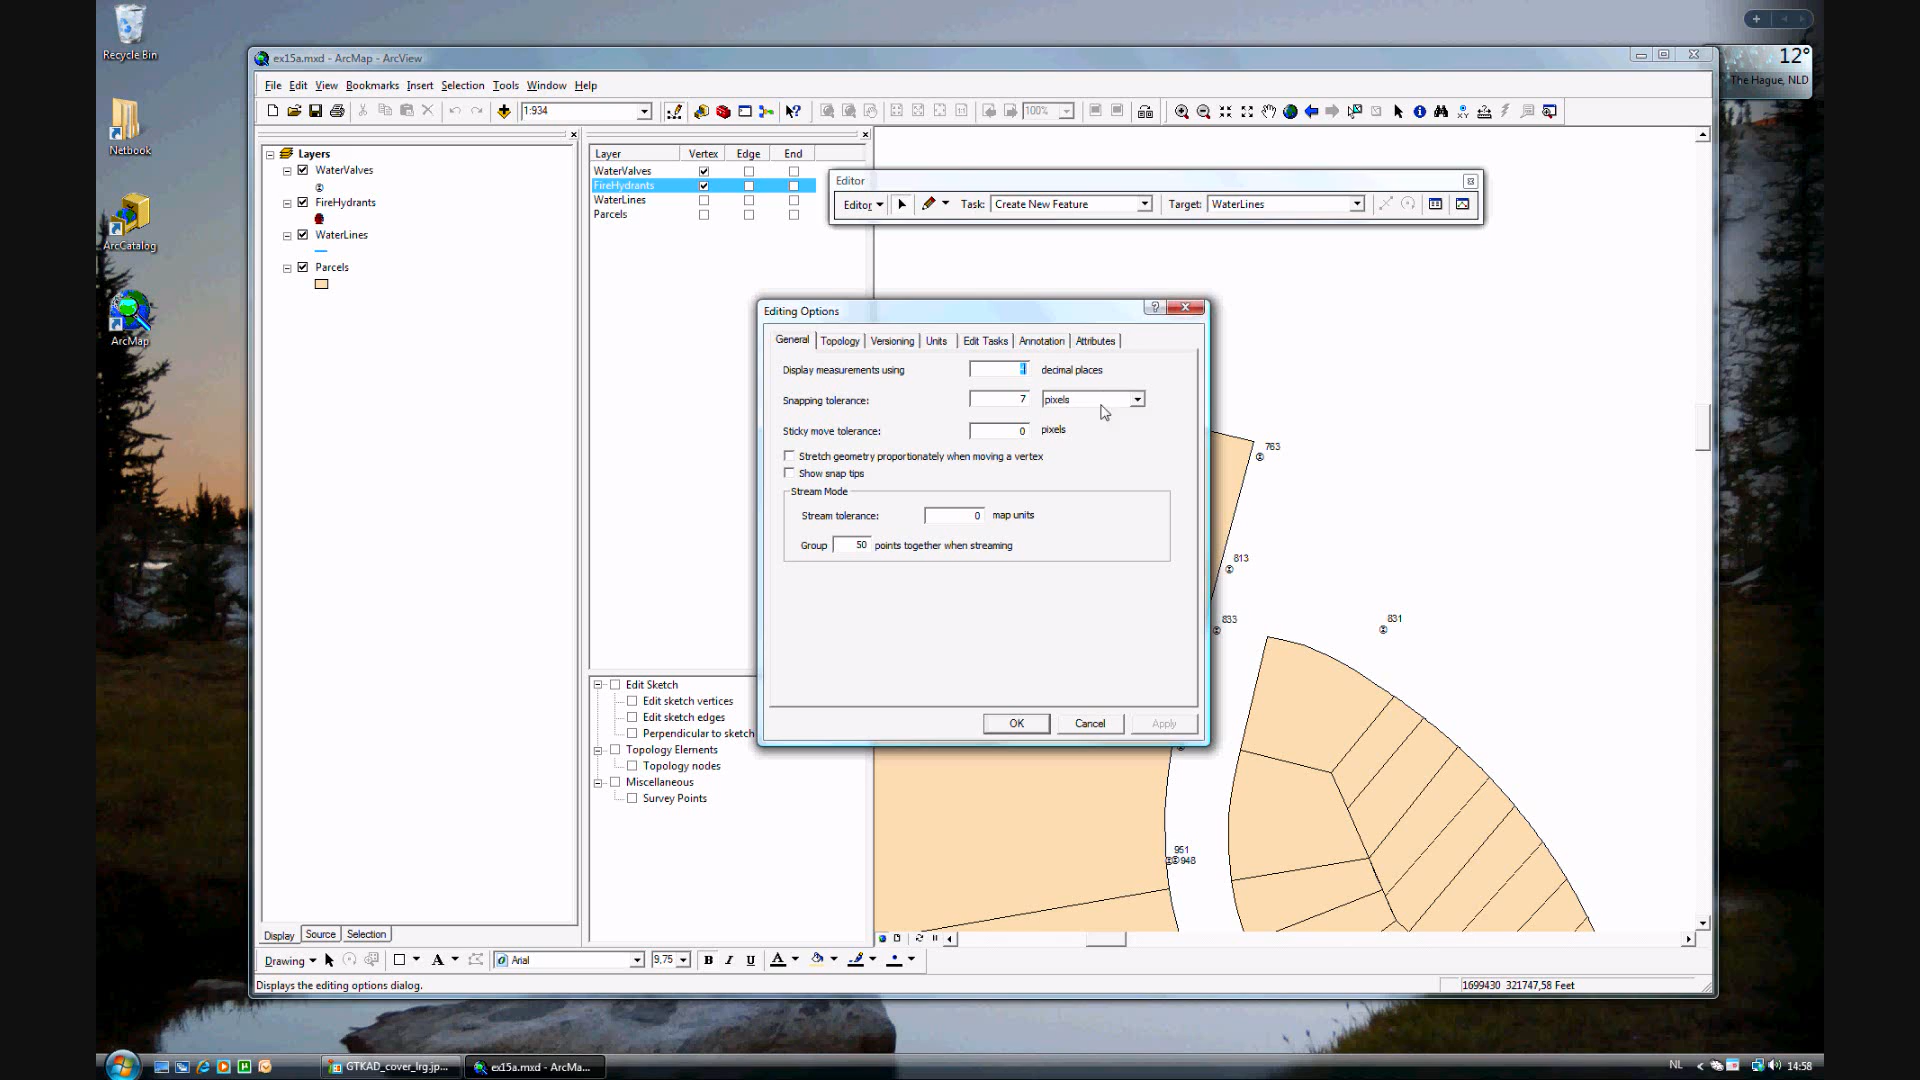 Recycle Bin
12°
The Hague, NLD
ex15a.mxd - ArcMap - ArcView
File Edit View Bookmarks Insert Selection Tools Window Help
1:934
100%
Netbook
Layers
WaterValves
FireHydrants
WaterLines
Parcels
Layer Vertex Edge End
WaterValves
FireHydrants
WaterLines
Parcels
Editor
Editor Task: Create New Feature Target: WaterLines
ArcCatalog
ArcMap
Editing Options
General Topology Versioning Units Edit Tasks Annotation Attributes
Display measurements using decimal places
Snapping tolerance: 7 pixels
Sticky move tolerance: 0 pixels
Stretch geometry proportionately when moving a vertex
Show snap tips
Stream Mode
Stream tolerance: 0 map units
Group 50 points together when streaming
OK Cancel Apply
763
813
833
831
951
948
Edit Sketch
Edit sketch vertices
Edit sketch edges
Perpendicular to sketch
Topology Elements
Topology nodes
Miscellaneous
Survey Points
Display Source Selection
Drawing A Arial 9,75 B I U A
Displays the editing options dialog.
1699430 321747,58 Feet
GTKAD_cover_lrg.jp...
ex15a.mxd - ArcMa...
NL
14:58